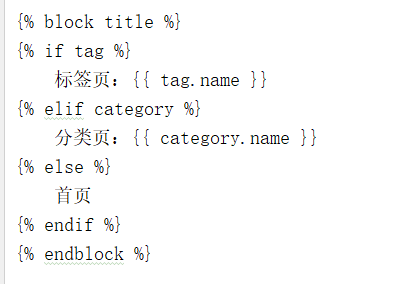 {% block title %}
{% if tag %}
标签页: {{ tag.name }}
{% elif category %}
分类页: {{ category.name }}
{% else %}
首页
{% endif %}
{% endblock %}